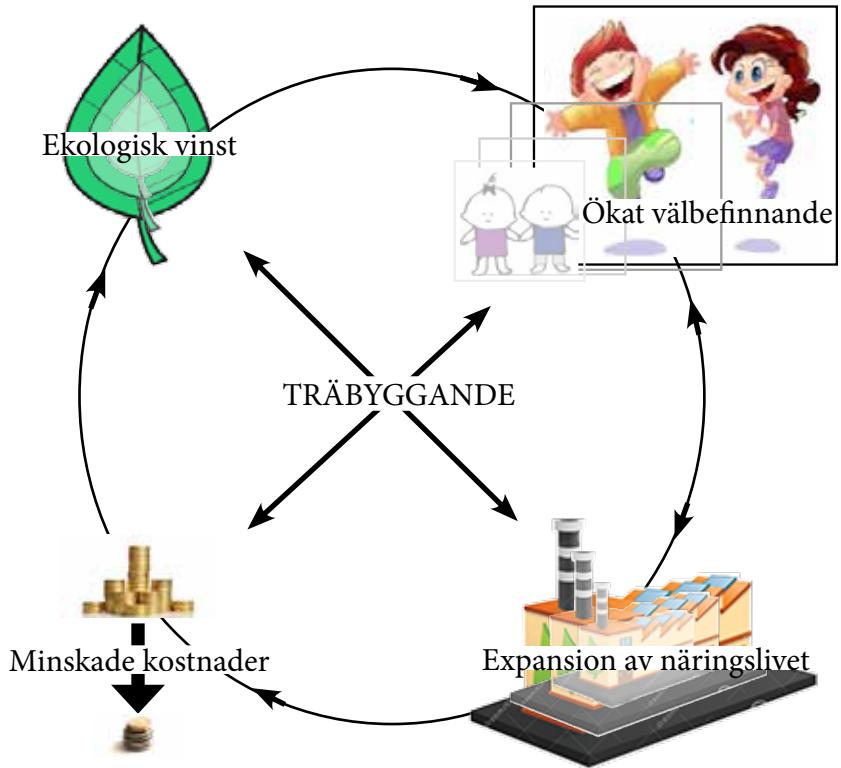 Ekologisk vinst
Ökat välbefinnande
TRÄBYGGANDE
Minskade kostnader
Expansion av näringslivet